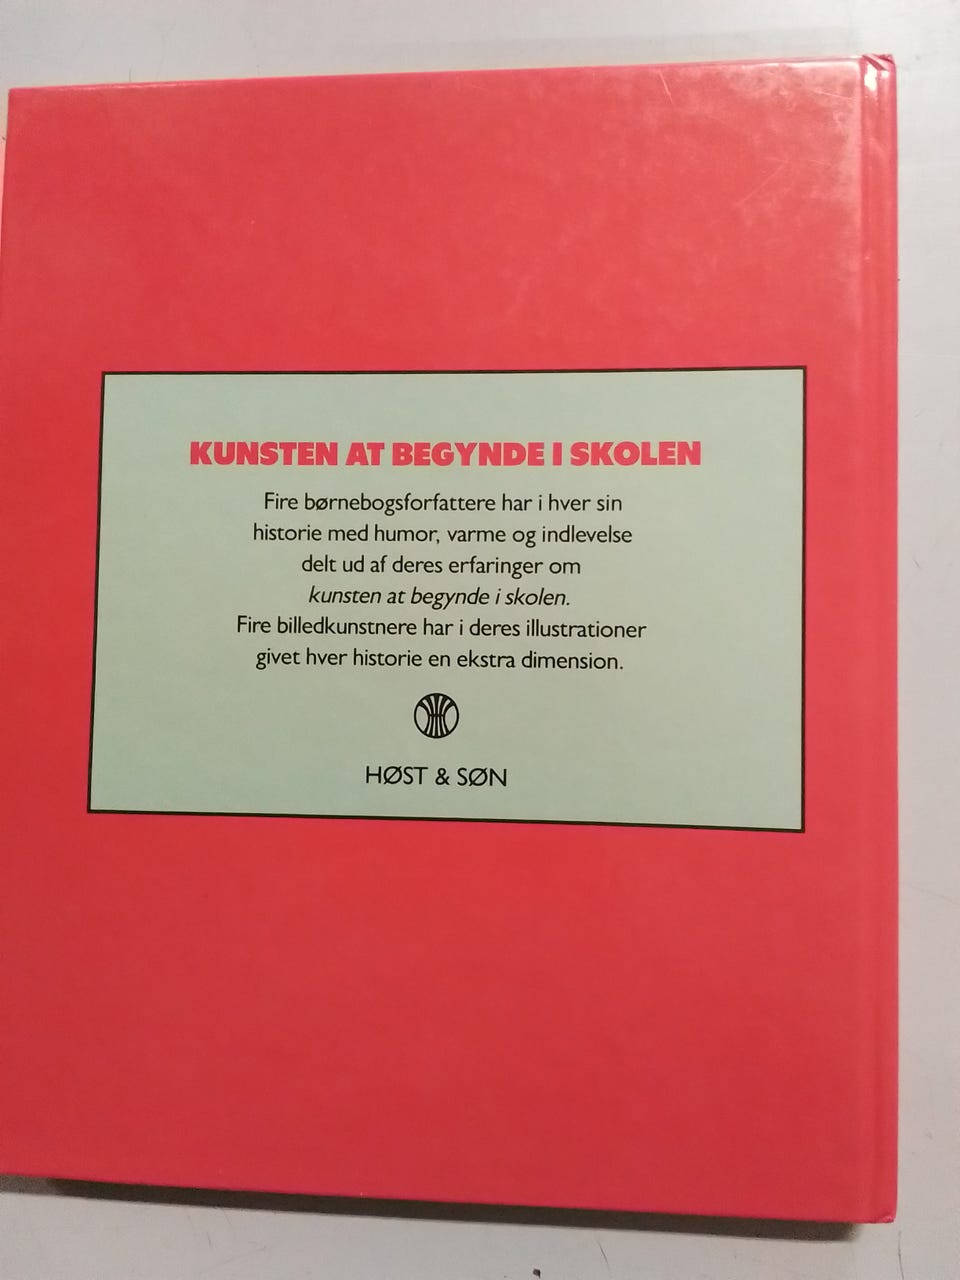 KUNSTEN AT BEGYNDE I SKOLEN
Fire børnebogsforfattere har i hver sin
historie med humor, varme og indlevelse
delt ud af deres erfaringer om
kunsten at begynde i skolen.
Fire billedkunstnere har i deres illustrationer
givet hver historie en ekstra dimension.
HØST & SØN